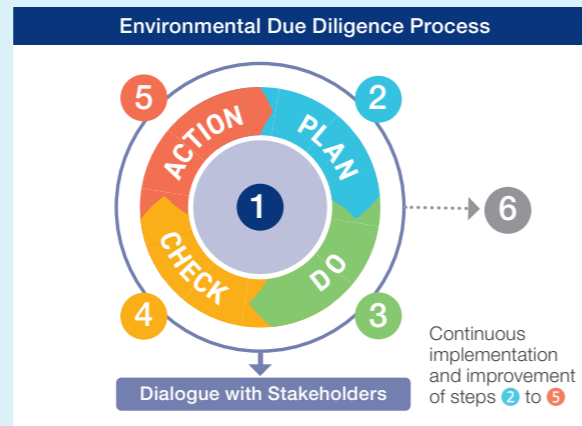 Environmental Due Diligence Process
5
2
ACTION
PLAN
1
6
CHECK
DO
4
3
Continuous
implementation
and improvement
of steps 2 to 5
Dialogue with Stakeholders